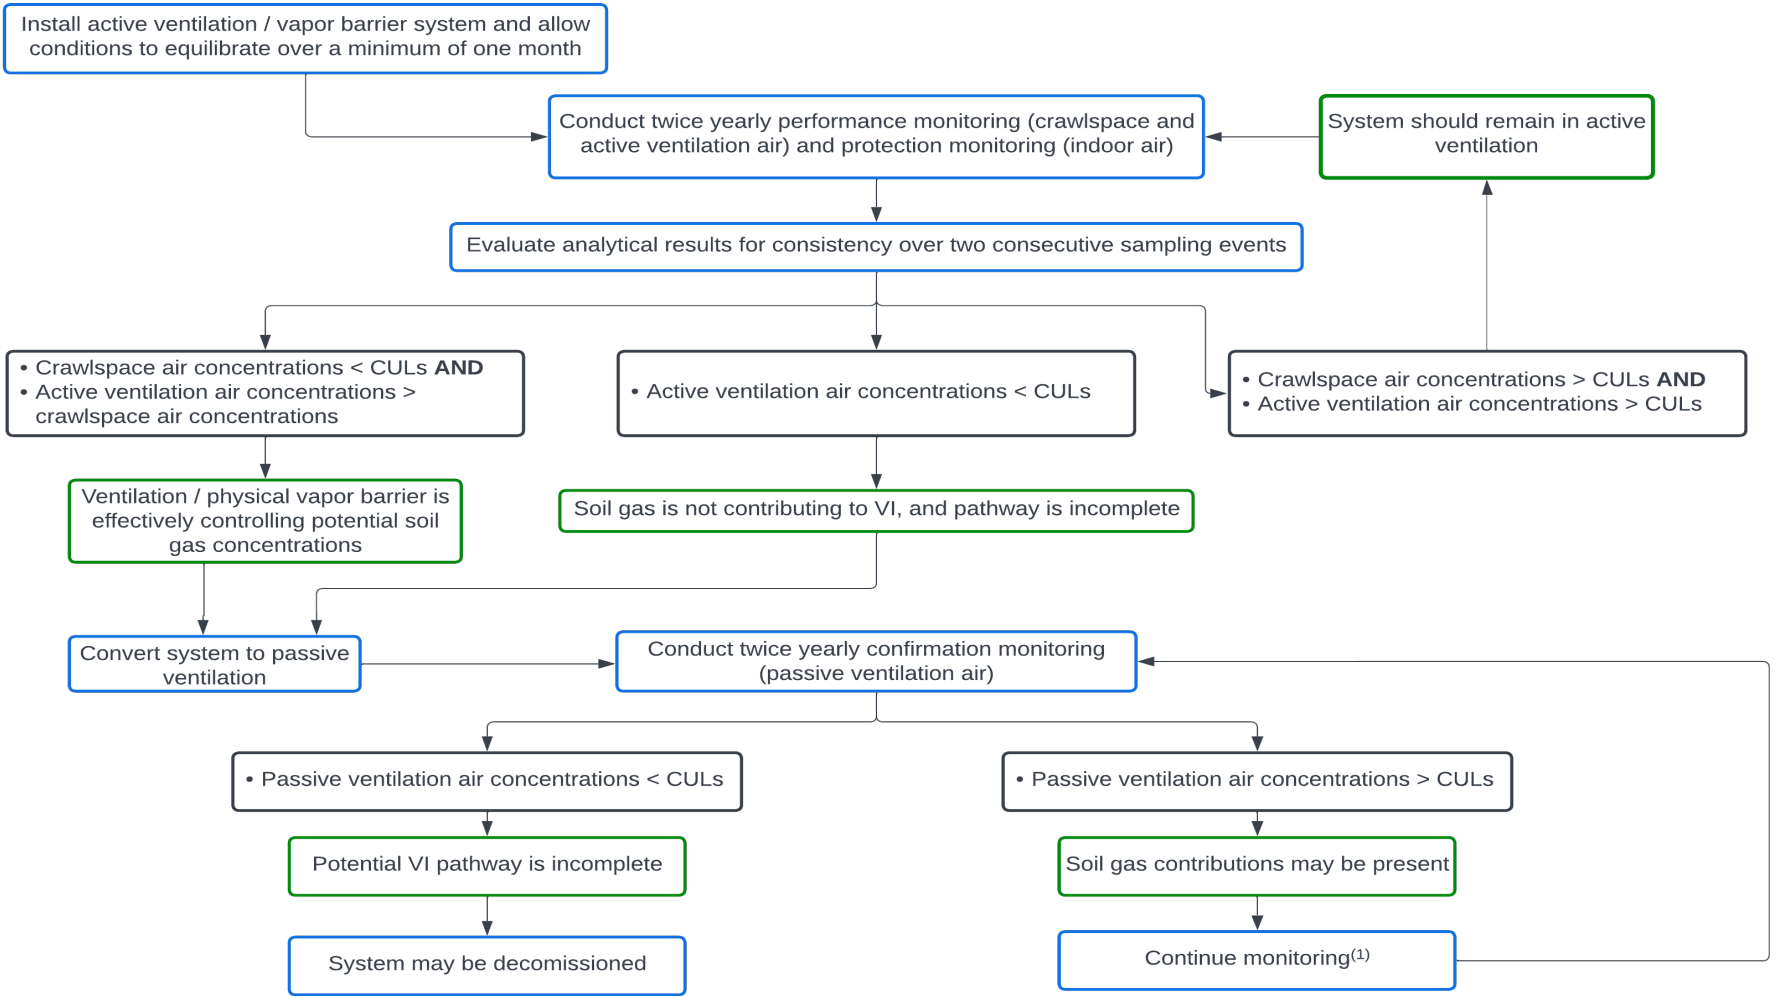 Install active ventilation / vapor barrier system and allow
conditions to equilibrate over a minimum of one month
Conduct twice yearly performance monitoring (crawlspace and
active ventilation air) and protection monitoring (indoor air)
System should remain in active
ventilation
Evaluate analytical results for consistency over two consecutive sampling events
• Crawlspace air concentrations < CULs AND
• Active ventilation air concentrations >
crawlspace air concentrations
• Active ventilation air concentrations < CULs
• Crawlspace air concentrations > CULs AND
• Active ventilation air concentrations > CULs
Ventilation / physical vapor barrier is
effectively controlling potential soil
gas concentrations
Soil gas is not contributing to VI, and pathway is incomplete
Convert system to passive
ventilation
Conduct twice yearly confirmation monitoring
(passive ventilation air)
• Passive ventilation air concentrations < CULs
• Passive ventilation air concentrations > CULs
Potential VI pathway is incomplete
Soil gas contributions may be present
System may be decomissioned
Continue monitoring(1)